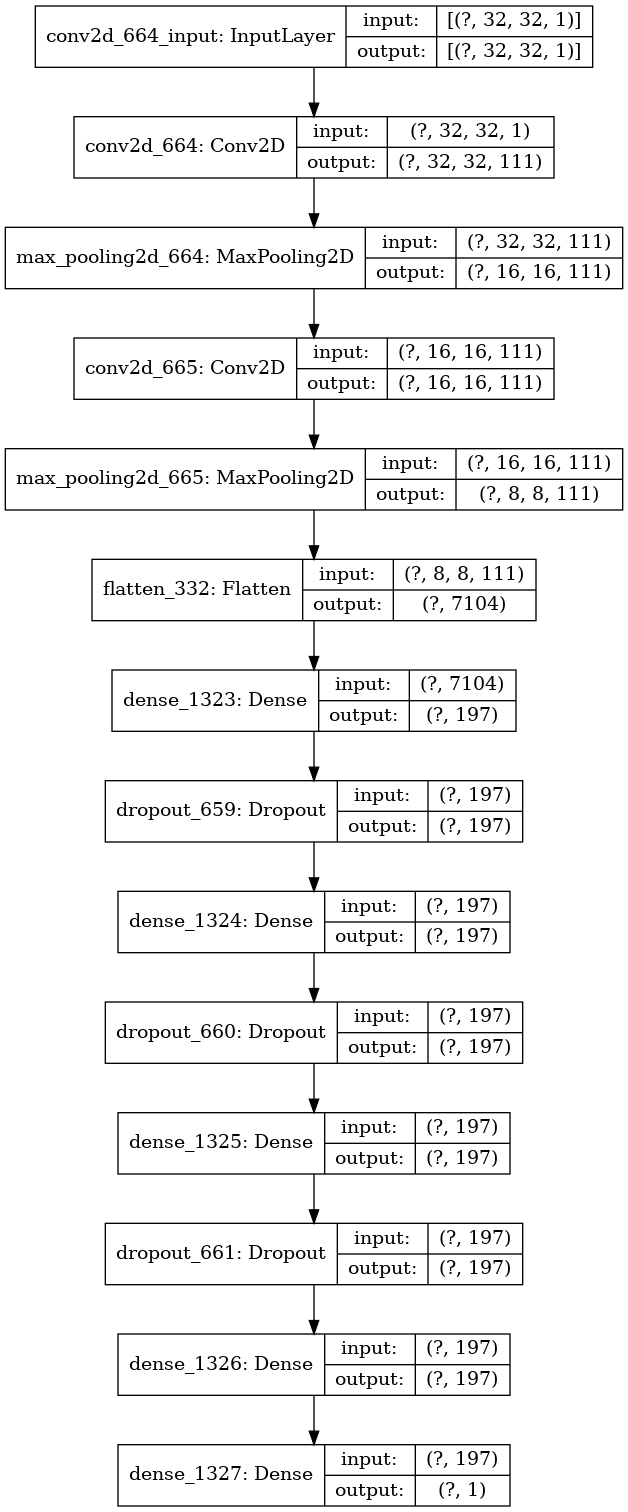 conv2d_664_input: InputLayer input: [(?, 32, 32, 1)]
output: [(?, 32, 32, 1)]
conv2d_664: Conv2D input: (?, 32, 32, 1)
output: (?, 32, 32, 111)
max_pooling2d_664: MaxPooling2D input: (?, 32, 32, 111)
output: (?, 16, 16, 111)
conv2d_665: Conv2D input: (?, 16, 16, 111)
output: (?, 16, 16, 111)
max_pooling2d_665: MaxPooling2D input: (?, 16, 16, 111)
output: (?, 8, 8, 111)
flatten_332: Flatten input: (?, 8, 8, 111)
output: (?, 7104)
dense_1323: Dense input: (?, 7104)
output: (?, 197)
dropout_659: Dropout input: (?, 197)
output: (?, 197)
dense_1324: Dense input: (?, 197)
output: (?, 197)
dropout_660: Dropout input: (?, 197)
output: (?, 197)
dense_1325: Dense input: (?, 197)
output: (?, 197)
dropout_661: Dropout input: (?, 197)
output: (?, 197)
dense_1326: Dense input: (?, 197)
output: (?, 197)
dense_1327: Dense input: (?, 197)
output: (?, 1)